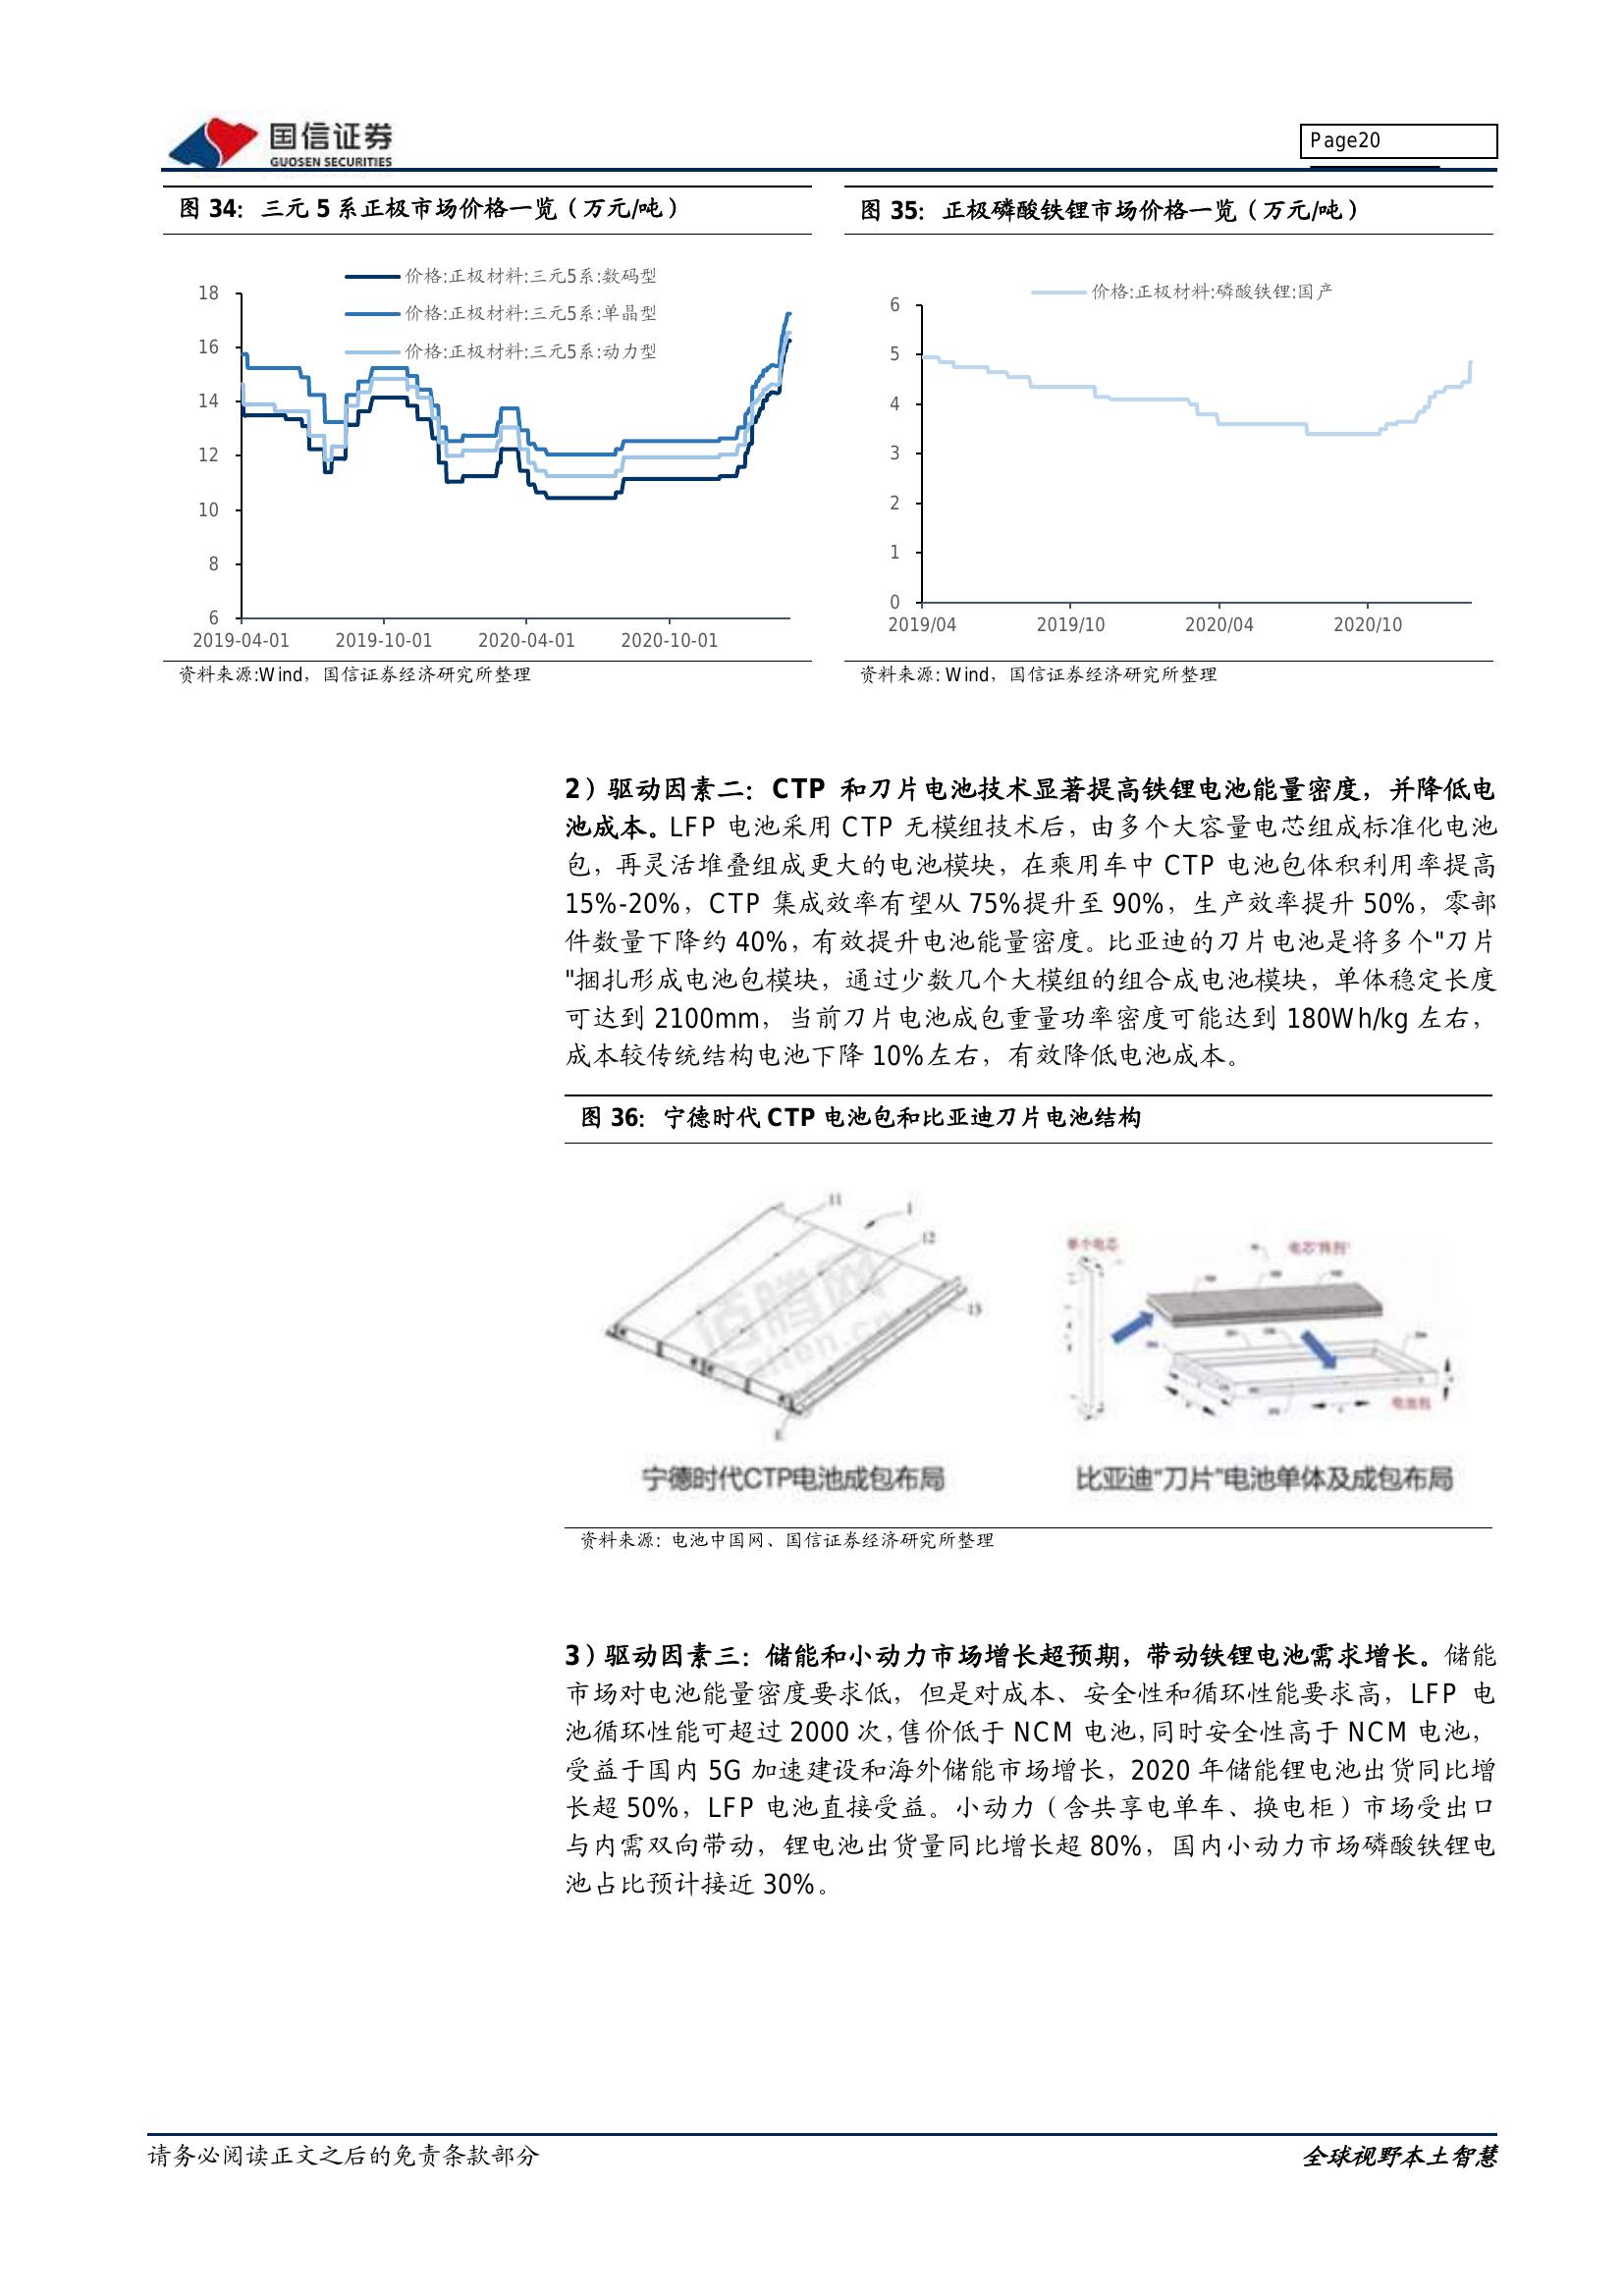 国信证券
GUOSEN SECURITIES
Page20
图 34：三元 5 系正极市场价格一览（万元/吨）
价格:正极材料:三元5系:数码型
价格:正极材料:三元5系:单晶型
价格:正极材料:三元5系:动力型
18
16
14
12
10
8
6
2019-04-01 2019-10-01 2020-04-01 2020-10-01
资料来源:Wind，国信证券经济研究所整理
图 35：正极磷酸铁锂市场价格一览（万元/吨）
价格:正极材料:磷酸铁锂:国产
6
5
4
3
2
1
0
2019/04 2019/10 2020/04 2020/10
资料来源: Wind，国信证券经济研究所整理
2）驱动因素二：CTP 和刀片电池技术显著提高铁锂电池能量密度，并降低电
池成本。LFP 电池采用 CTP 无模组技术后，由多个大容量电芯组成标准化电池
包，再灵活堆叠组成更大的电池模块，在乘用车中 CTP 电池包体积利用率提高
15%-20%，CTP 集成效率有望从 75%提升至 90%，生产效率提升 50%，零部
件数量下降约 40%，有效提升电池能量密度。比亚迪的刀片电池是将多个"刀片
"捆扎形成电池包模块，通过少数几个大模组的组合成电池模块，单体稳定长度
可达到 2100mm，当前刀片电池成包重量功率密度可能达到 180Wh/kg 左右，
成本较传统结构电池下降 10%左右，有效降低电池成本。
图 36：宁德时代 CTP 电池包和比亚迪刀片电池结构
11
1
12
13
E
单个电芯
电芯"阵列"
电池包
宁德时代CTP电池成包布局
比亚迪“刀片”电池单体及成包布局
资料来源：电池中国网、国信证券经济研究所整理
3）驱动因素三：储能和小动力市场增长超预期，带动铁锂电池需求增长。储能
市场对电池能量密度要求低，但是对成本、安全性和循环性能要求高，LFP 电
池循环性能可超过 2000 次，售价低于 NCM 电池，同时安全性高于 NCM 电池，
受益于国内 5G 加速建设和海外储能市场增长，2020 年储能锂电池出货同比增
长超 50%，LFP 电池直接受益。小动力（含共享电单车、换电柜）市场受出口
与内需双向带动，锂电池出货量同比增长超 80%，国内小动力市场磷酸铁锂电
池占比预计接近 30%。
请务必阅读正文之后的免责条款部分
全球视野本土智慧